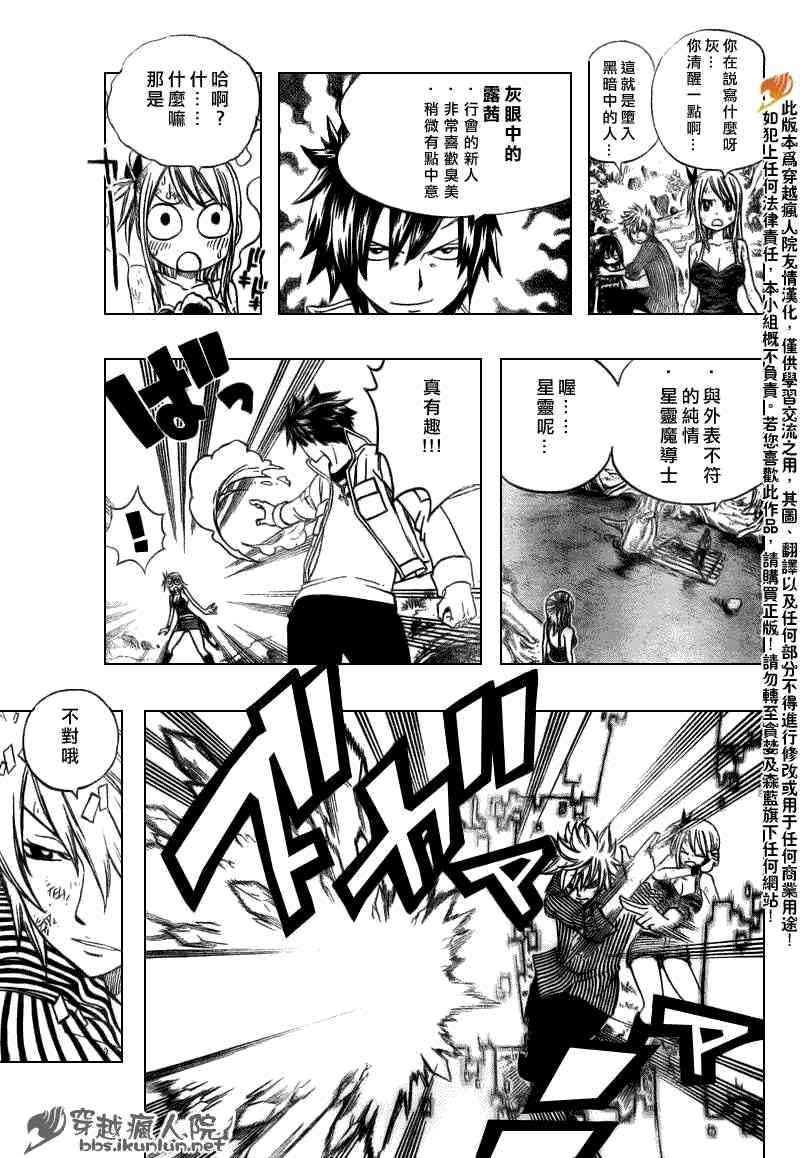 你在説寫什麼呀
灰…
你清醒一點啊…
這就是墮入
黑暗中的人…
灰眼中的
露茜
．行會的新人
．非常喜歡臭美
．稍微有點中意
哈啊？
什……
什麼嘛
那是
．與外表不符
的純情
．星靈魔導士
喔……
星靈呢…
真有趣!!!
ばっ
!
ズガガガガ
不對哦
此版本爲穿越瘋人院友情漢化，僅供學習交流之用，其圖、翻譯以及任何部分不得進行修改或用于任何商業用途！
如犯上任何法律責任，本小組概不負責。若您喜歡此作品，請購買正版！請勿轉至貪婪及森藍旗下任何網站！
穿越瘋人院
bbs.ikunlun.net